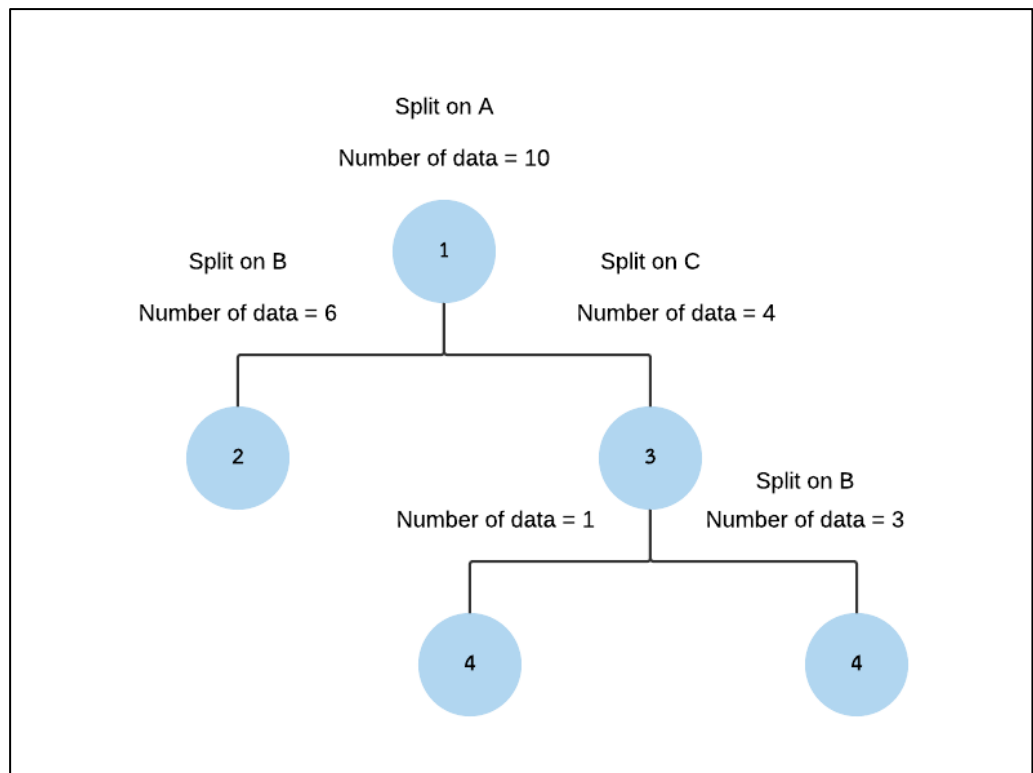 Split on A
Number of data = 10
1
Split on B
Number of data = 6
Split on C
Number of data = 4
2
3
Number of data = 1
Split on B
Number of data = 3
4
4